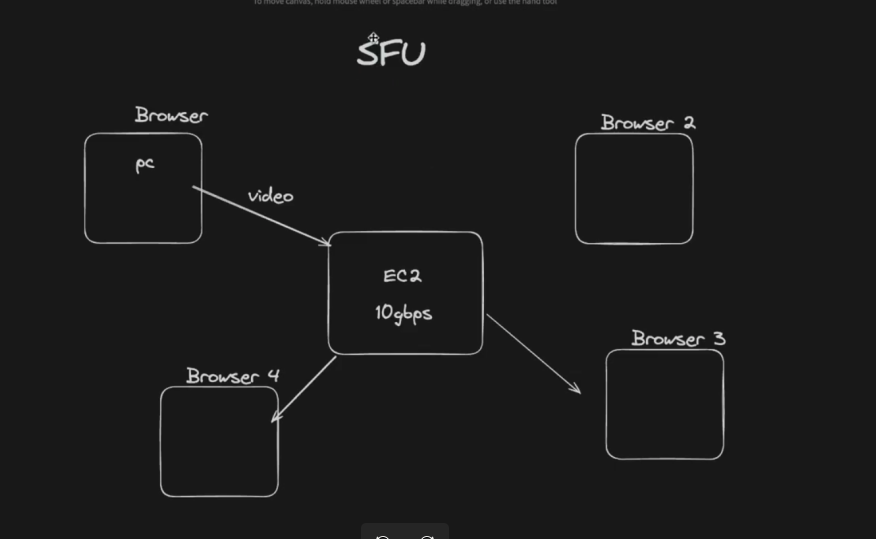 To move canvas, hold mouse wheel or spacebar while dragging, or use the hand tool
SFU
Browser
pc
video
Browser 2
EC2
10gbps
Browser 3
Browser 4